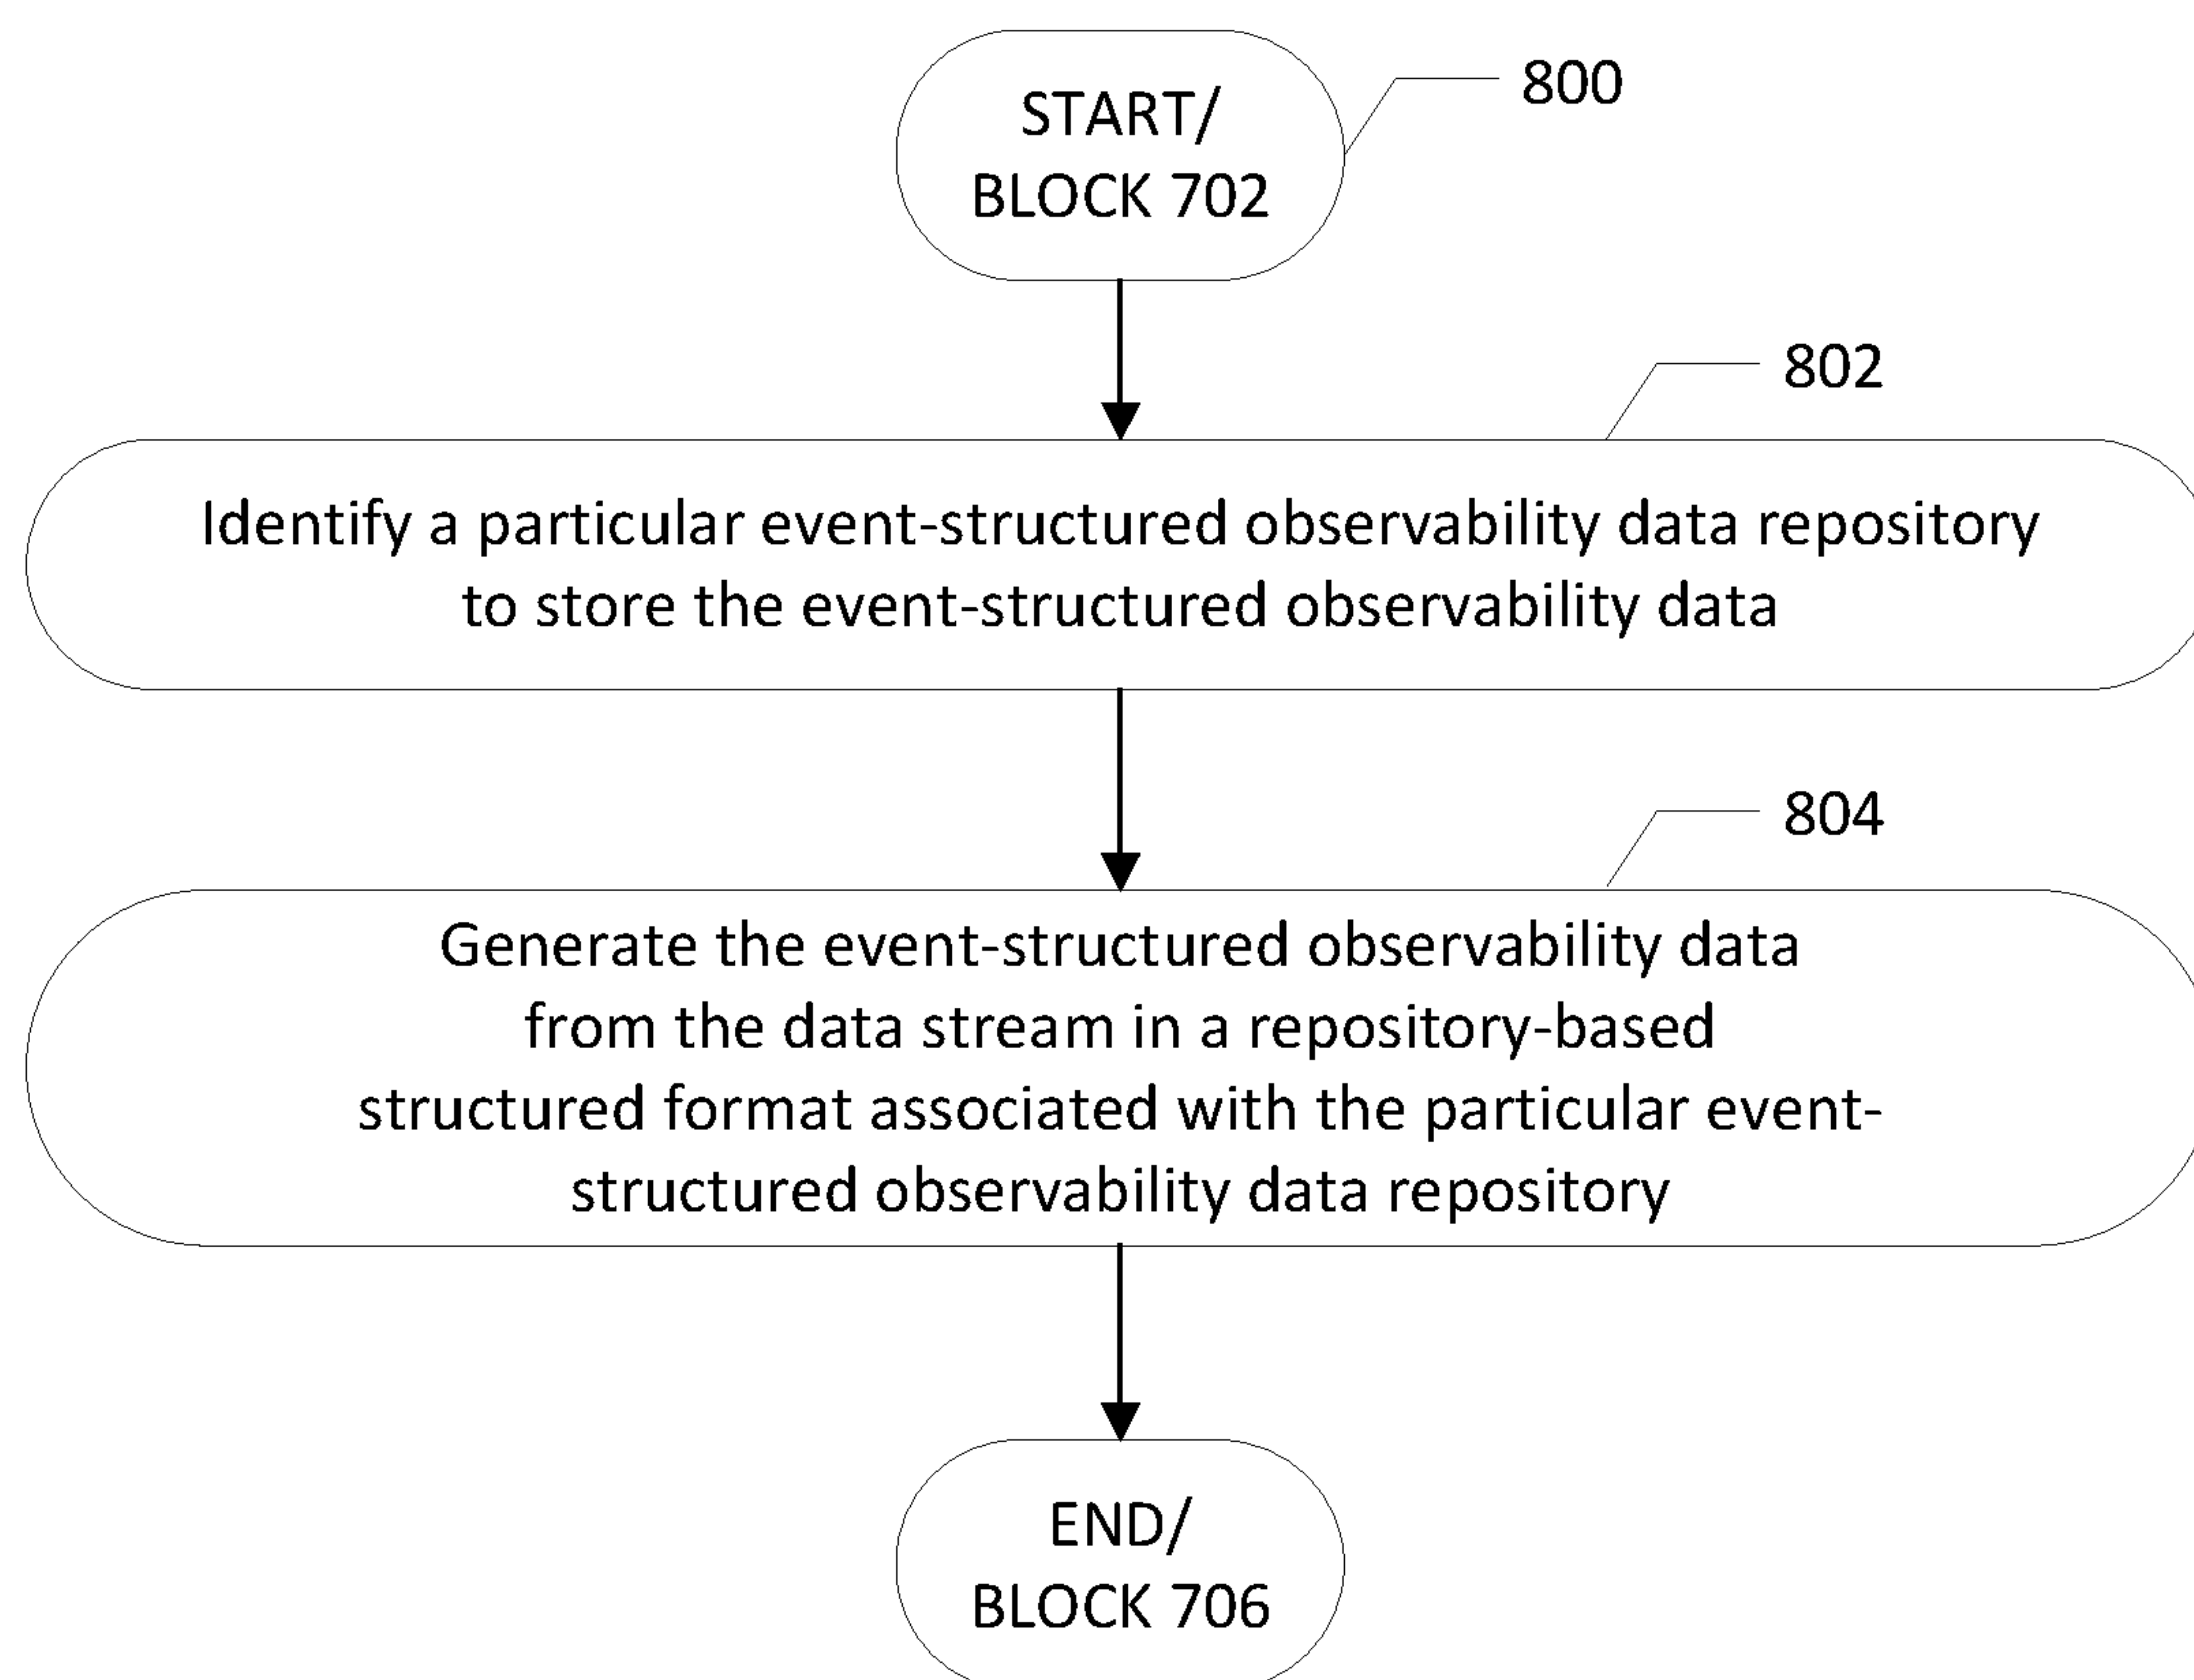 START/
BLOCK 702
800
802
Identify a particular event-structured observability data repository
to store the event-structured observability data
804
Generate the event-structured observability data
from the data stream in a repository-based
structured format associated with the particular event-
structured observability data repository
END/
BLOCK 706